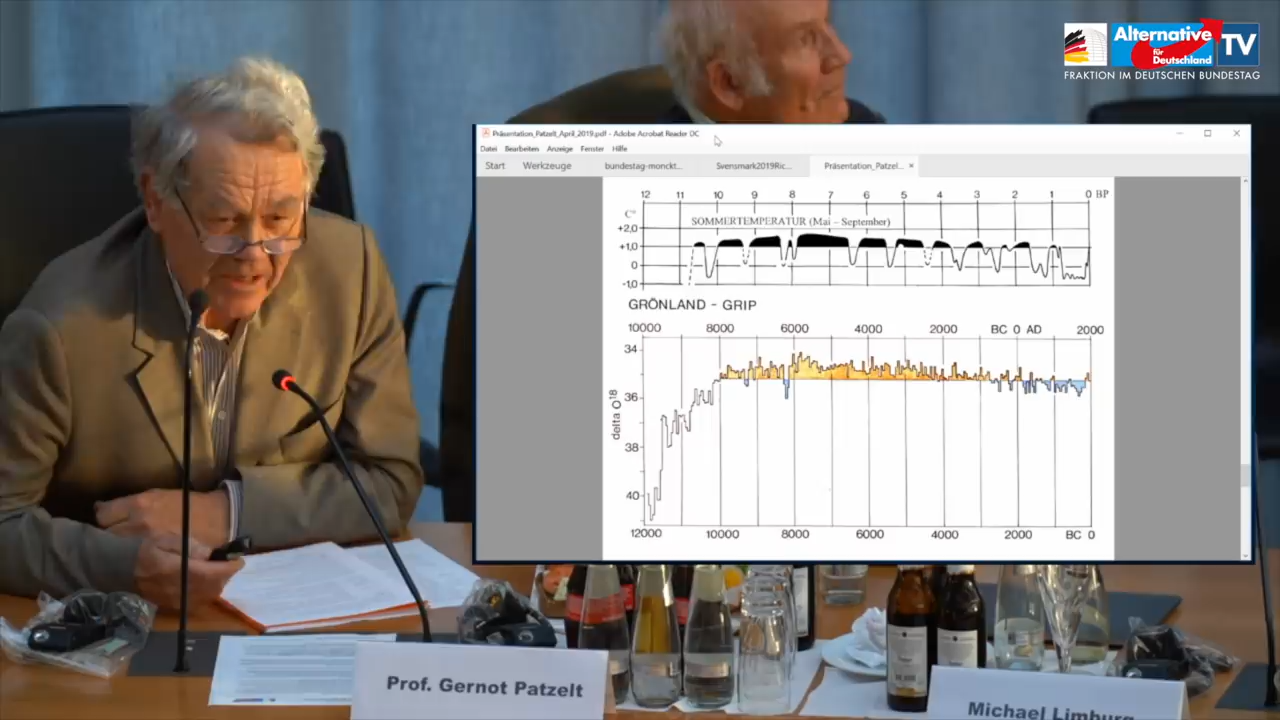 Alternative
für
Deutschland
TV
FRAKTION IM DEUTSCHEN BUNDESTAG
Präsentation_Patzelt_April_2019.pdf - Adobe Acrobat Reader DC
Datei Bearbeiten Anzeige Fenster Hilfe
Start Werkzeuge bundestag-monckt... Svensmark2019Ric... Präsentation_Patzel... ×
12 11 10 9 8 7 6 5 4 3 2 1 0 BP
C°
SOMMERTEMPERATUR (Mai – September)
+2,0
+1,0
0
-1,0
GRÖNLAND - GRIP
10000 8000 6000 4000 2000 BC 0 AD 2000
34
36
38
40
delta O18
12000 10000 8000 6000 4000 2000 BC 0
Prof. Gernot Patzelt
Michael Limburg